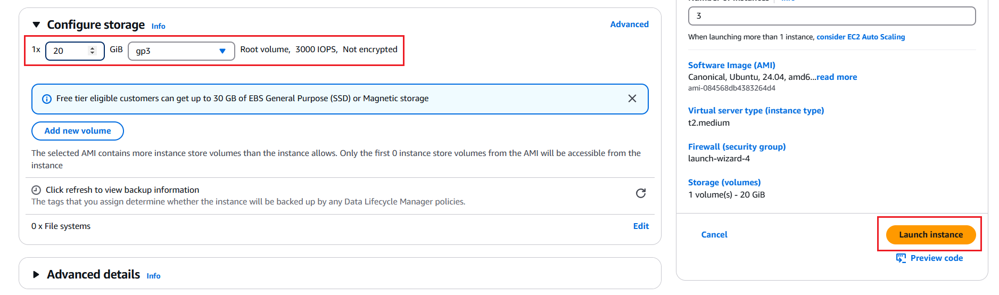 Configure storage Info
Advanced
1x 20 GiB gp3 Root volume, 3000 IOPS, Not encrypted
Free tier eligible customers can get up to 30 GB of EBS General Purpose (SSD) or Magnetic storage
Add new volume
The selected AMI contains more instance store volumes than the instance allows. Only the first 0 instance store volumes from the AMI will be accessible from the
instance
Click refresh to view backup information
The tags that you assign determine whether the instance will be backed up by any Data Lifecycle Manager policies.
0 x File systems
Edit
Advanced details Info
3
When launching more than 1 instance, consider EC2 Auto Scaling
Software Image (AMI)
Canonical, Ubuntu, 24.04, amd6...read more
ami-084568db4383264d4
Virtual server type (instance type)
t2.medium
Firewall (security group)
launch-wizard-4
Storage (volumes)
1 volume(s) - 20 GiB
Cancel
Launch instance
Preview code